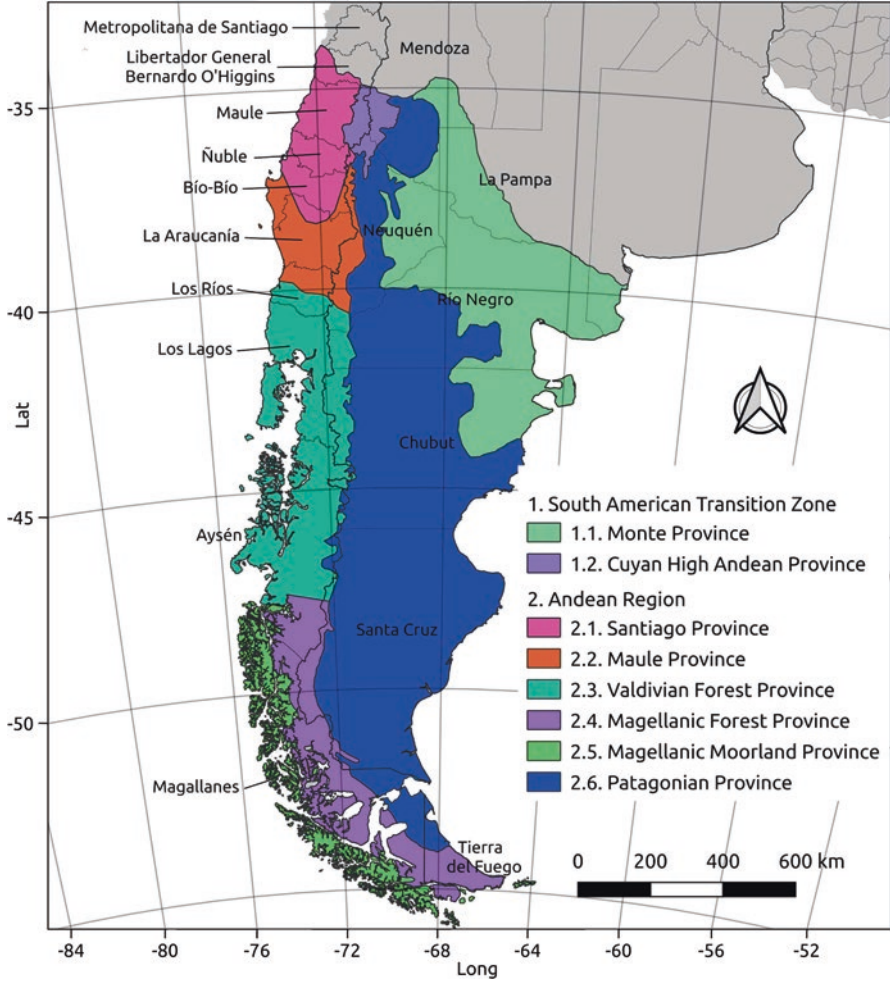 Metropolitana de Santiago
Mendoza
Libertador General
Bernardo O'Higgins
-35
Maule
Ñuble
Bío-Bío
La Pampa
La Araucanía
Neuquén
Los Ríos
Río Negro
-40
Los Lagos
Lat
Chubut
-45
Aysén
1. South American Transition Zone
1.1. Monte Province
1.2. Cuyan High Andean Province
2. Andean Region
2.1. Santiago Province
2.2. Maule Province
2.3. Valdivian Forest Province
2.4. Magellanic Forest Province
2.5. Magellanic Moorland Province
2.6. Patagonian Province
Santa Cruz
-50
Magallanes
Tierra
del Fuego
0 200 400 600 km
-84 -80 -76 -72 -68 -64 -60 -56 -52
Long